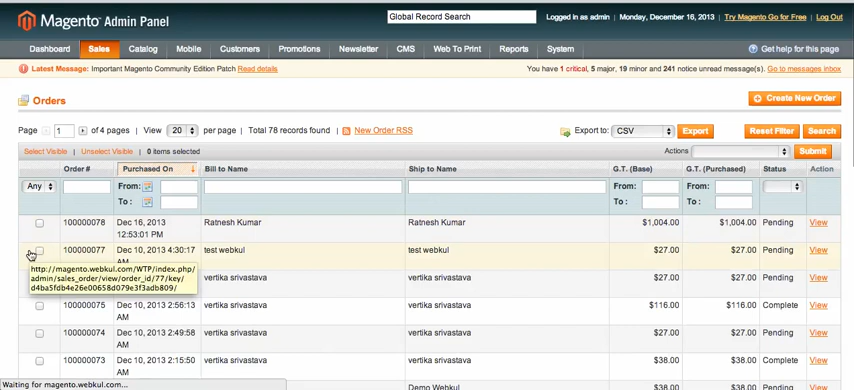 Magento Admin Panel
Global Record Search
Logged in as admin | Monday, December 16, 2013 | Try Magento Go for Free | Log Out
Dashboard Sales Catalog Mobile Customers Promotions Newsletter CMS Web To Print Reports System Get help for this page
Latest Message: Important Magento Community Edition Patch Read details
You have 1 critical, 5 major, 19 minor and 241 notice unread message(s). Go to messages inbox
Orders
Create New Order
Page 1 of 4 pages | View 20 per page | Total 78 records found | New Order RSS
Export to: CSV Export Reset Filter Search
Select Visible | Unselect Visible | 0 items selected
Actions Submit
Order # Purchased On Bill to Name Ship to Name G.T. (Base) G.T. (Purchased) Status Action
Any From: From: From:
To : To : To :
100000078 Dec 16, 2013 Ratnesh Kumar Ratnesh Kumar $1,004.00 $1,004.00 Pending View
12:53:01 PM
100000077 Dec 10, 2013 4:30:17 test webkul test webkul $27.00 $27.00 Pending View
AM
http://magento.webkul.com/WTP/index.php/
admin/sales_order/view/order_id/77/key/
d4ba5fdb4e26e00658d079e3f3adb809/
vertika srivastava vertika srivastava $27.00 $27.00 Pending View
100000075 Dec 10, 2013 2:56:13 vertika srivastava vertika srivastava $116.00 $116.00 Complete View
AM
100000074 Dec 10, 2013 2:49:58 vertika srivastava vertika srivastava $27.00 $27.00 Pending View
AM
100000073 Dec 10, 2013 2:15:50 vertika srivastava vertika srivastava $38.00 $38.00 Complete View
AM
Waiting for magento.webkul.com...
Demo Webkul